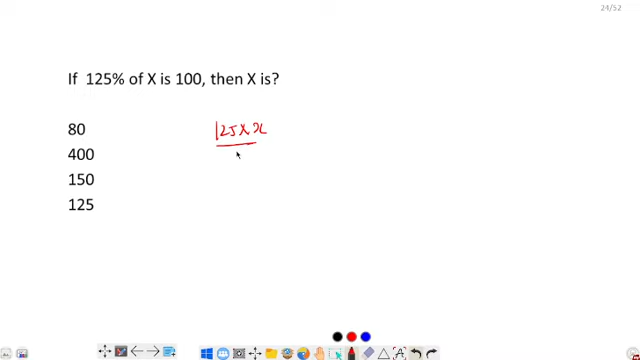 24/52
If 125% of X is 100, then X is?
80
125 × x
400
150
125